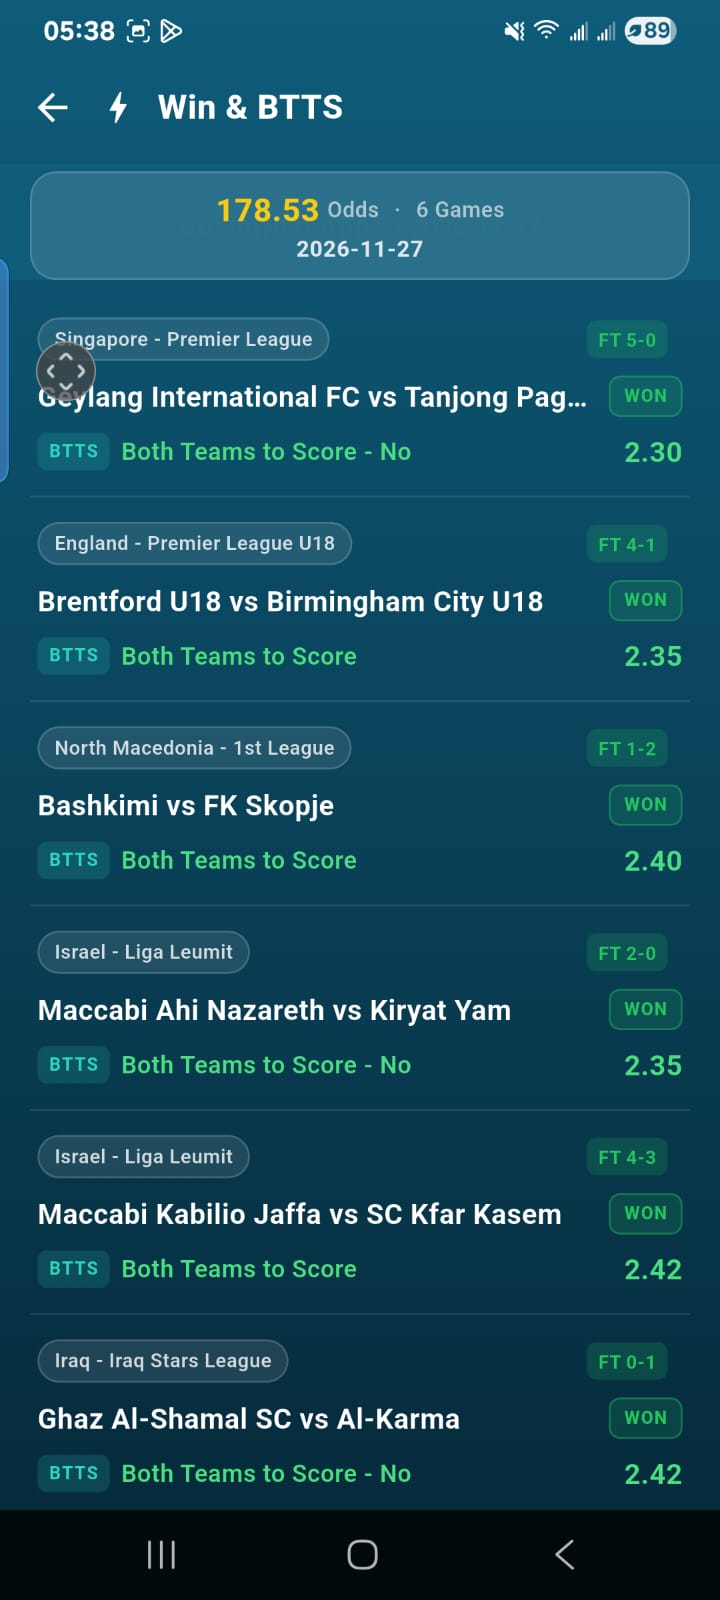 05:38
89
Win & BTTS
178.53 Odds · 6 Games
2026-11-27
Singapore - Premier League
FT 5-0
Geylang International FC vs Tanjong Pag...
WON
BTTS Both Teams to Score - No
2.30
England - Premier League U18
FT 4-1
Brentford U18 vs Birmingham City U18
WON
BTTS Both Teams to Score
2.35
North Macedonia - 1st League
FT 1-2
Bashkimi vs FK Skopje
WON
BTTS Both Teams to Score
2.40
Israel - Liga Leumit
FT 2-0
Maccabi Ahi Nazareth vs Kiryat Yam
WON
BTTS Both Teams to Score - No
2.35
Israel - Liga Leumit
FT 4-3
Maccabi Kabilio Jaffa vs SC Kfar Kasem
WON
BTTS Both Teams to Score
2.42
Iraq - Iraq Stars League
FT 0-1
Ghaz Al-Shamal SC vs Al-Karma
WON
BTTS Both Teams to Score - No
2.42